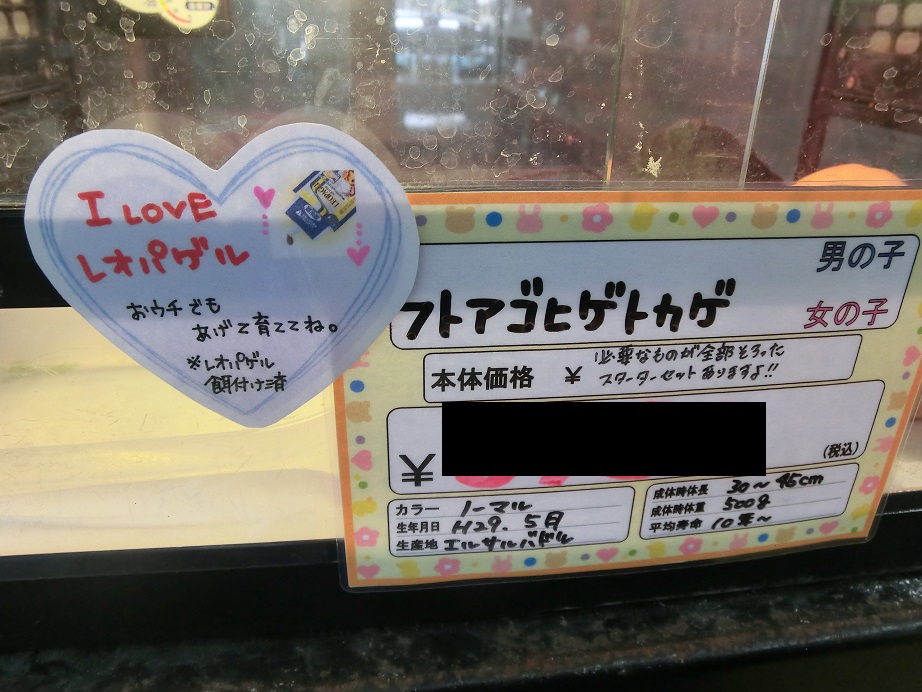 I LOVE
レオパゲル
おウチでも
あげて育ててね。
※レオパゲル
餌付け済
男の子
フトアゴヒゲトカゲ
女の子
本体価格 ¥ 必要なものが全部そろった
スターターセットありますよ!!
¥
(税込)
カラー ノーマル
生年月日 H29. 5月
生産地 エルサルバドル
成体時体長 30～45cm
成体時体重 500g
平均寿命 10年～